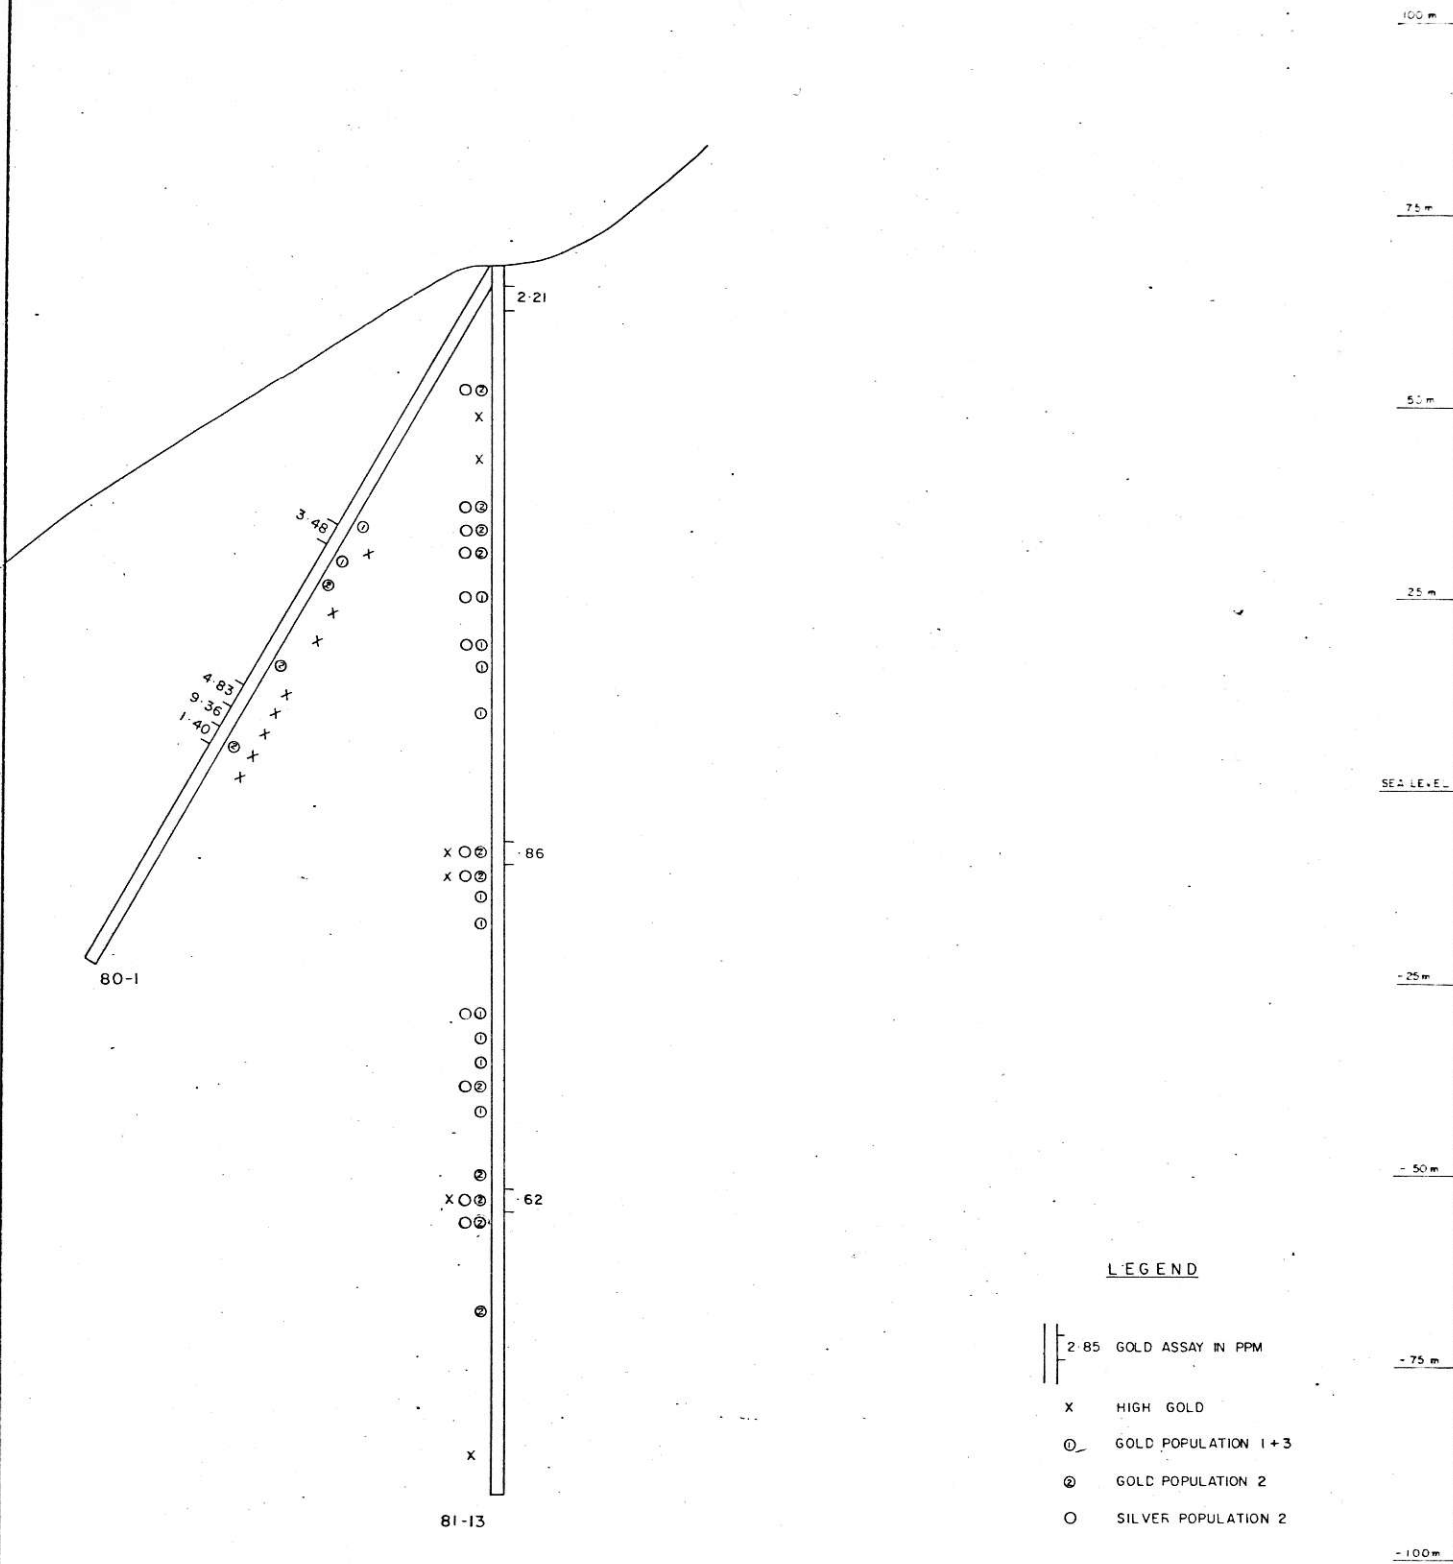 100 m
75 m
2·21
50 m
3·48
25 m
4·83
9·36
1·40
SEA LEVEL
·86
80-1
-25 m
-50 m
·62
LEGEND
2·85 GOLD ASSAY IN PPM
-75 m
X HIGH GOLD
① GOLD POPULATION 1+3
② GOLD POPULATION 2
O SILVER POPULATION 2
81-13
-100m